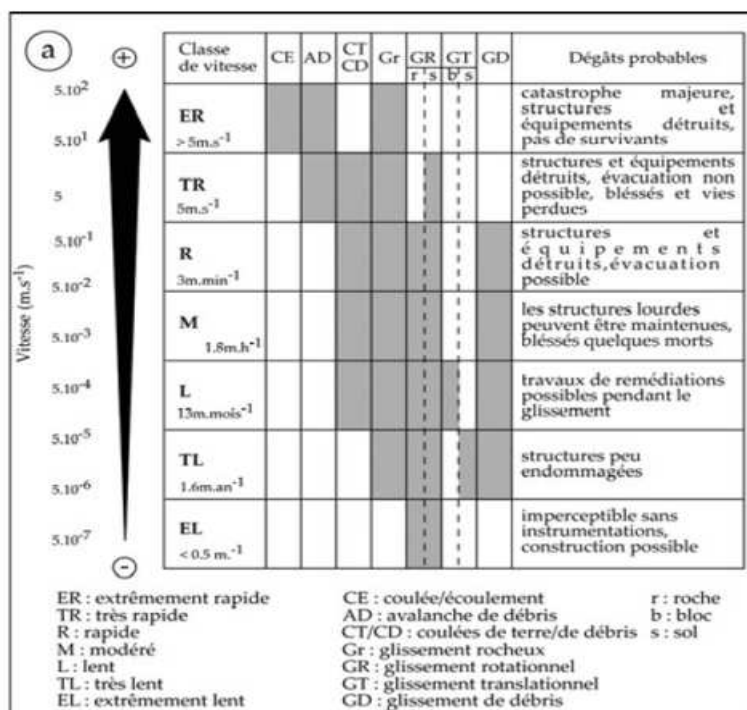 a
Vitesse (m.s-1)
+
5.10²
5.10¹
5
5.10-1
5.10-2
5.10-3
5.10-4
5.10-5
5.10-6
5.10-7
−
Classe de vitesse CE AD CT CD Gr GR GT GD Dégâts probables
r s b s
ER
> 5m.s-1
catastrophe majeure,
structures et
équipements détruits,
pas de survivants
TR
5m.s-1
structures et équipements
détruits, évacuation non
possible, bléssés et vies
perdues
R
3m.min-1
structures et
équipements
détruits,évacuation
possible
M
1.8m.h-1
les structures lourdes
peuvent être maintenues,
bléssés quelques morts
L
13m.mois-1
travaux de remédiations
possibles pendant le
glissement
TL
1.6m.an-1
structures peu
endommagées
EL
< 0.5 m.-1
imperceptible sans
instrumentations,
construction possible
ER : extrêmement rapide
TR : très rapide
R : rapide
M : modéré
L : lent
TL : très lent
EL : extrêmement lent
CE : coulée/écoulement
AD : avalanche de débris
CT/CD : coulées de terre/de débris
Gr : glissement rocheux
GR : glissement rotationnel
GT : glissement translationnel
GD : glissement de débris
r : roche
b : bloc
s : sol